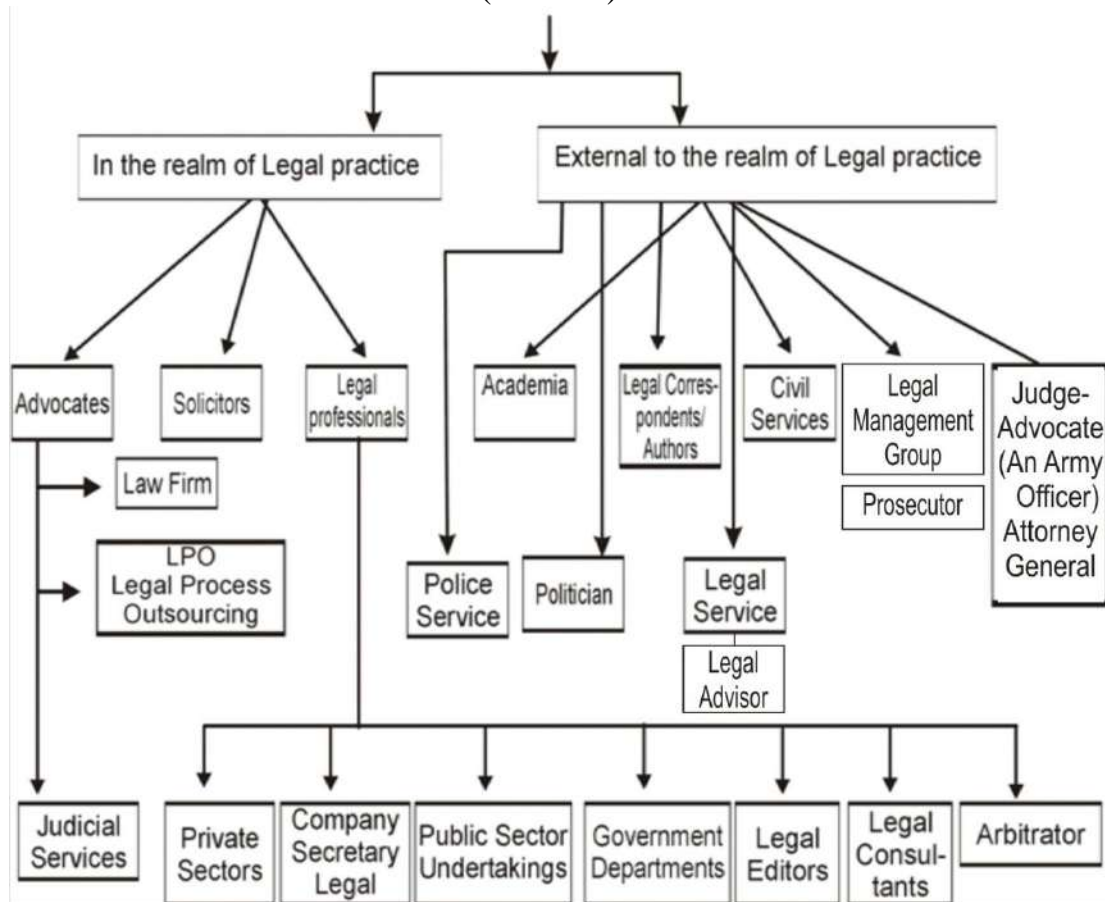 In the realm of Legal practice
External to the realm of Legal practice
Advocates
Solicitors
Legal
professionals
Academia
Legal Corres-
pondents/
Authors
Civil
Services
Legal
Management
Group
Prosecutor
Judge-
Advocate
(An Army
Officer)
Attorney
General
Law Firm
LPO
Legal Process
Outsourcing
Police
Service
Politician
Legal
Service
Legal
Advisor
Judicial
Services
Private
Sectors
Company
Secretary
Legal
Public Sector
Undertakings
Government
Departments
Legal
Editors
Legal
Consul-
tants
Arbitrator